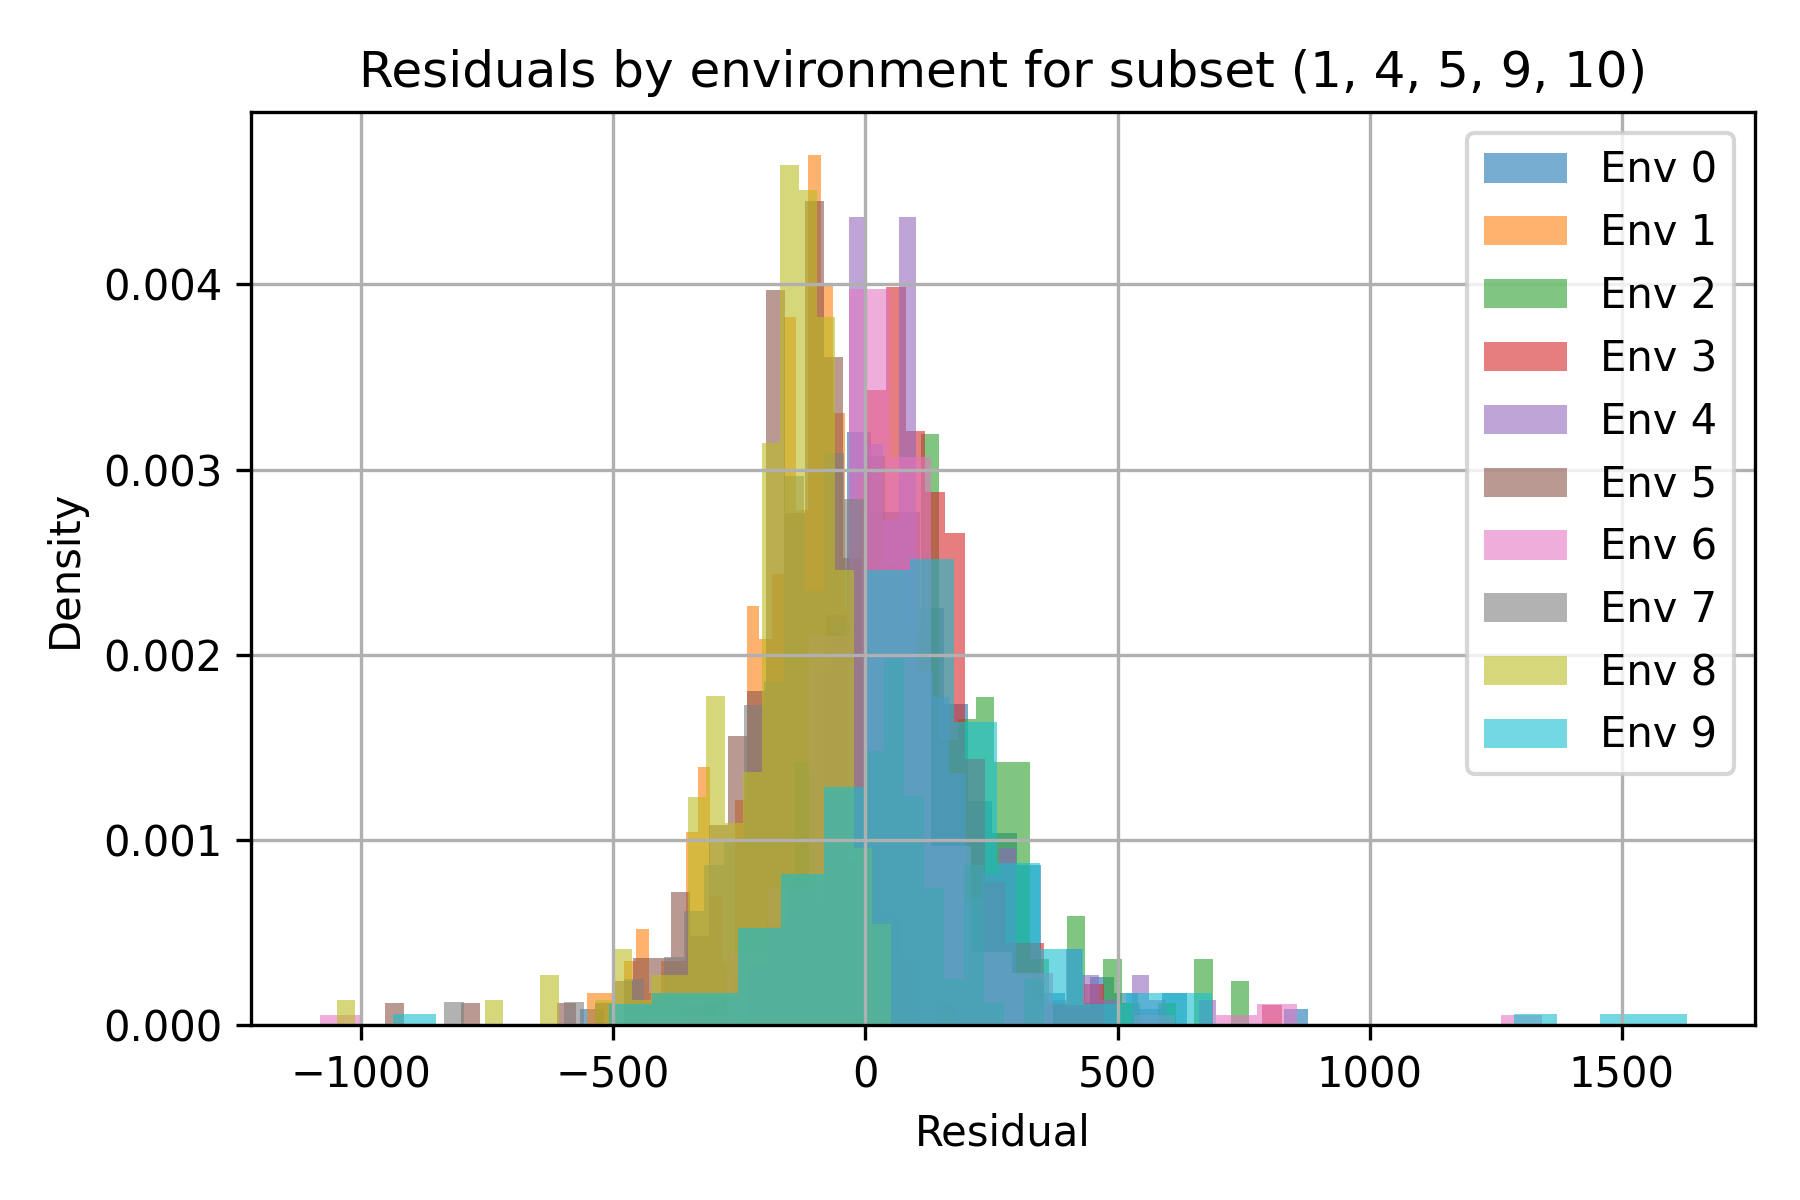 Residuals by environment for subset (1, 4, 5, 9, 10)
Env 0
Env 1
Env 2
Env 3
Env 4
Env 5
Env 6
Env 7
Env 8
Env 9
Density
0.004
0.003
0.002
0.001
0.000
−1000
−500
0
500
1000
1500
Residual